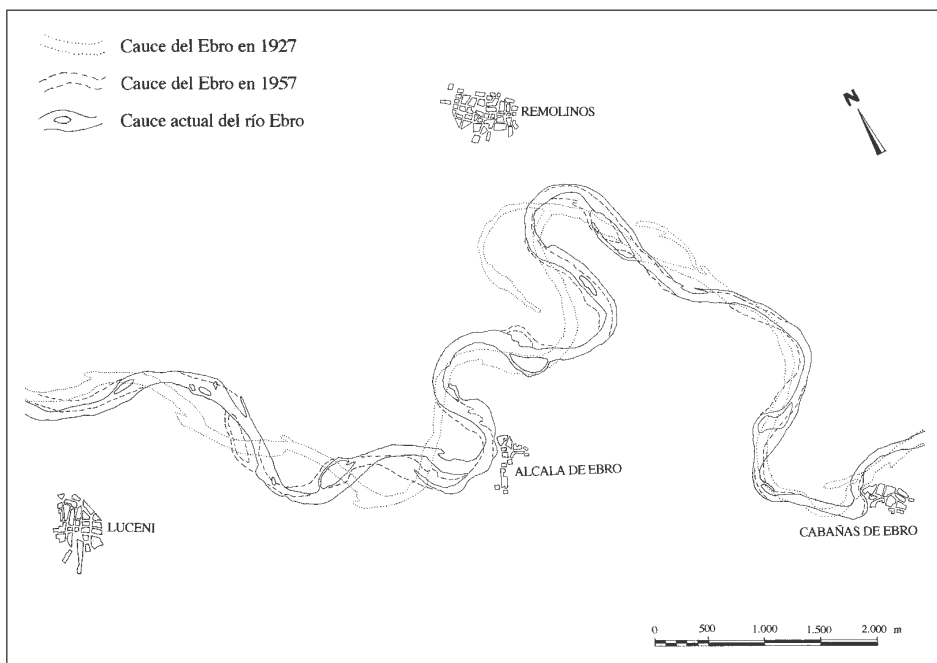 Cauce del Ebro en 1927
Cauce del Ebro en 1957
Cauce actual del río Ebro
REMOLINOS
N
ALCALA DE EBRO
LUCENI
CABAÑAS DE EBRO
0 500 1.000 1.500 2.000 m